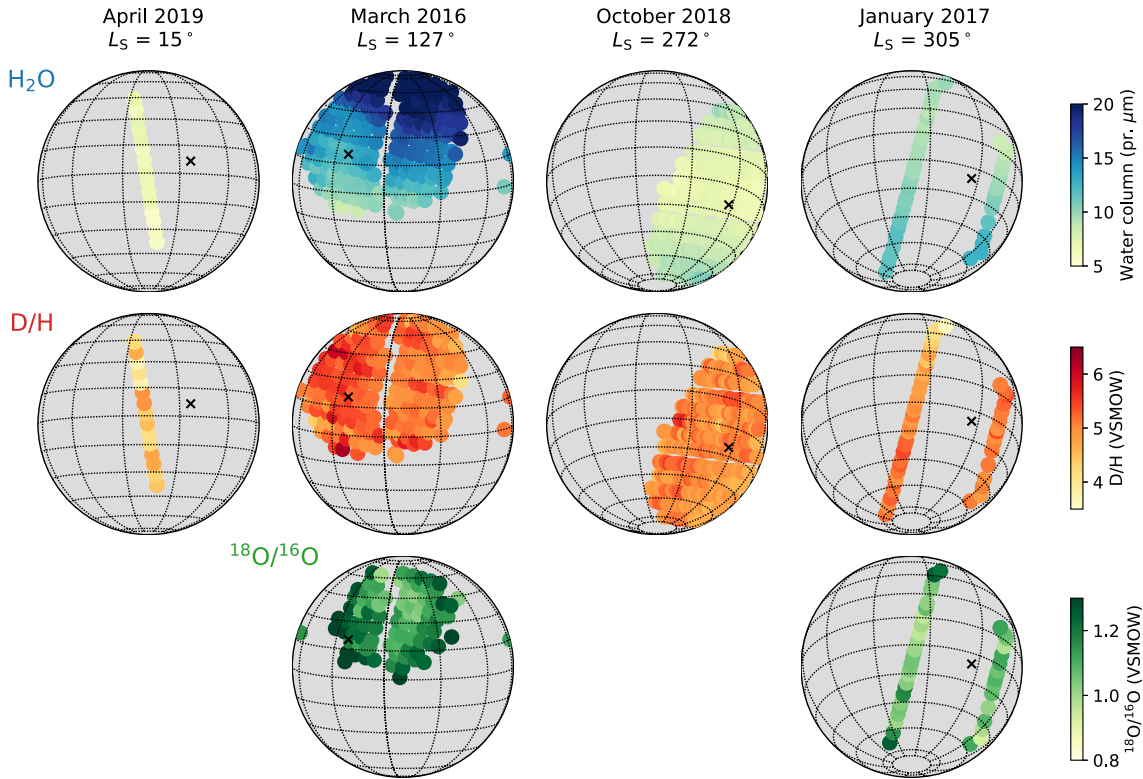 April 2019
L_S = 15°
March 2016
L_S = 127°
October 2018
L_S = 272°
January 2017
L_S = 305°
H₂O
20
15
10
5
Water column (pr. μm)
D/H
6
5
4
D/H (VSMOW)
¹⁸O/¹⁶O
1.2
1.0
0.8
¹⁸O/¹⁶O (VSMOW)